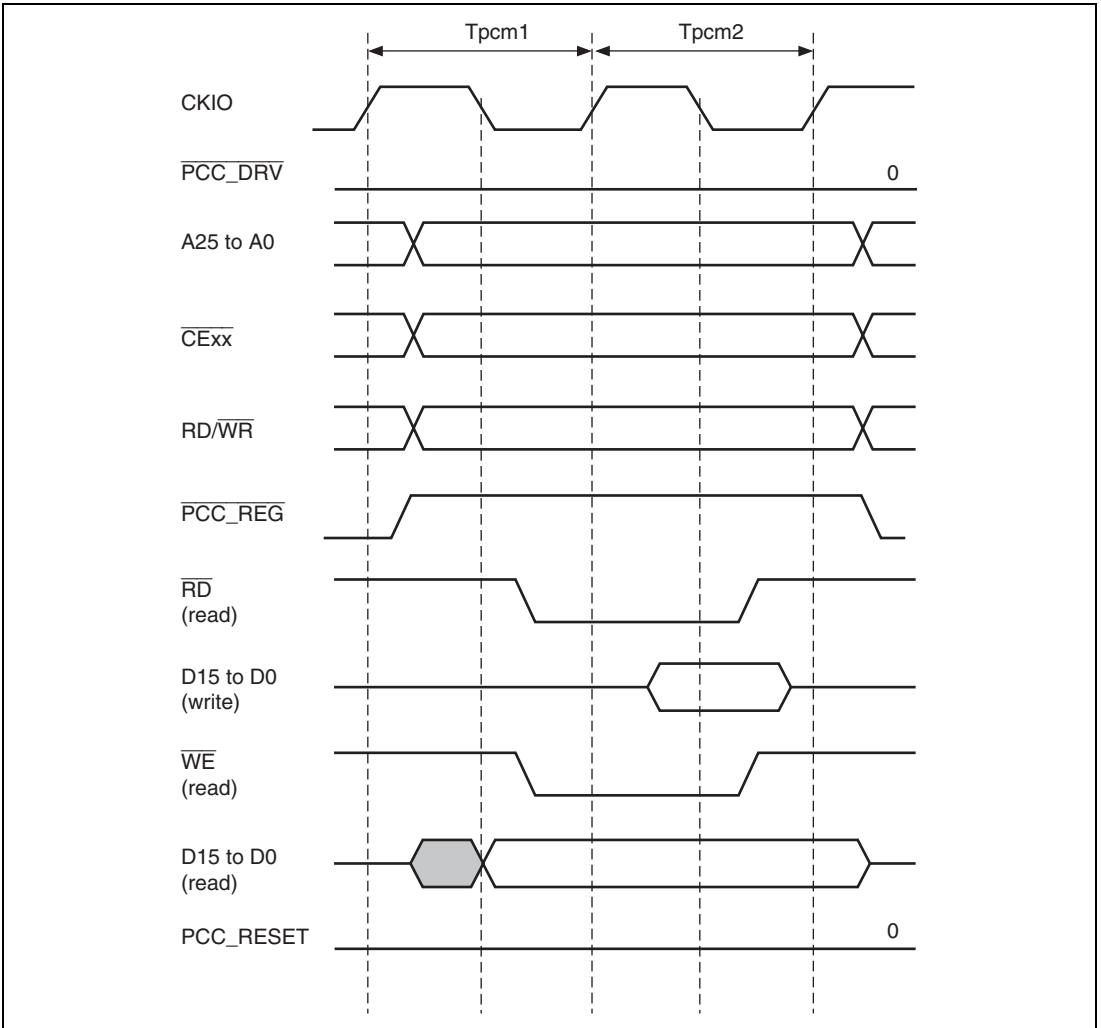 Tpcm1 Tpcm2
CKIO
PCC_DRV 0
A25 to A0
CExx
RD/WR
PCC_REG
RD
(read)
D15 to D0
(write)
WE
(read)
D15 to D0
(read)
PCC_RESET 0